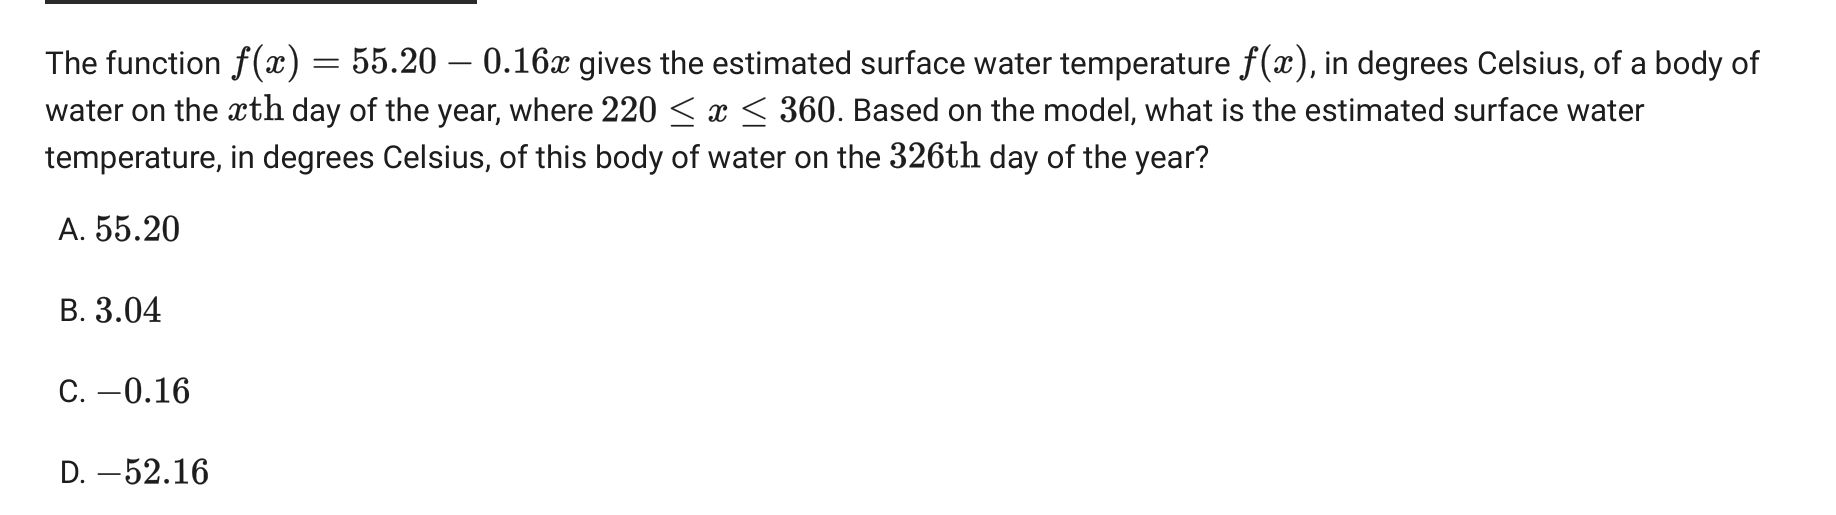 The function f(x) = 55.20 − 0.16x gives the estimated surface water temperature f(x), in degrees Celsius, of a body of
water on the xth day of the year, where 220 ≤ x ≤ 360. Based on the model, what is the estimated surface water
temperature, in degrees Celsius, of this body of water on the 326th day of the year?
A. 55.20
B. 3.04
C. −0.16
D. −52.16